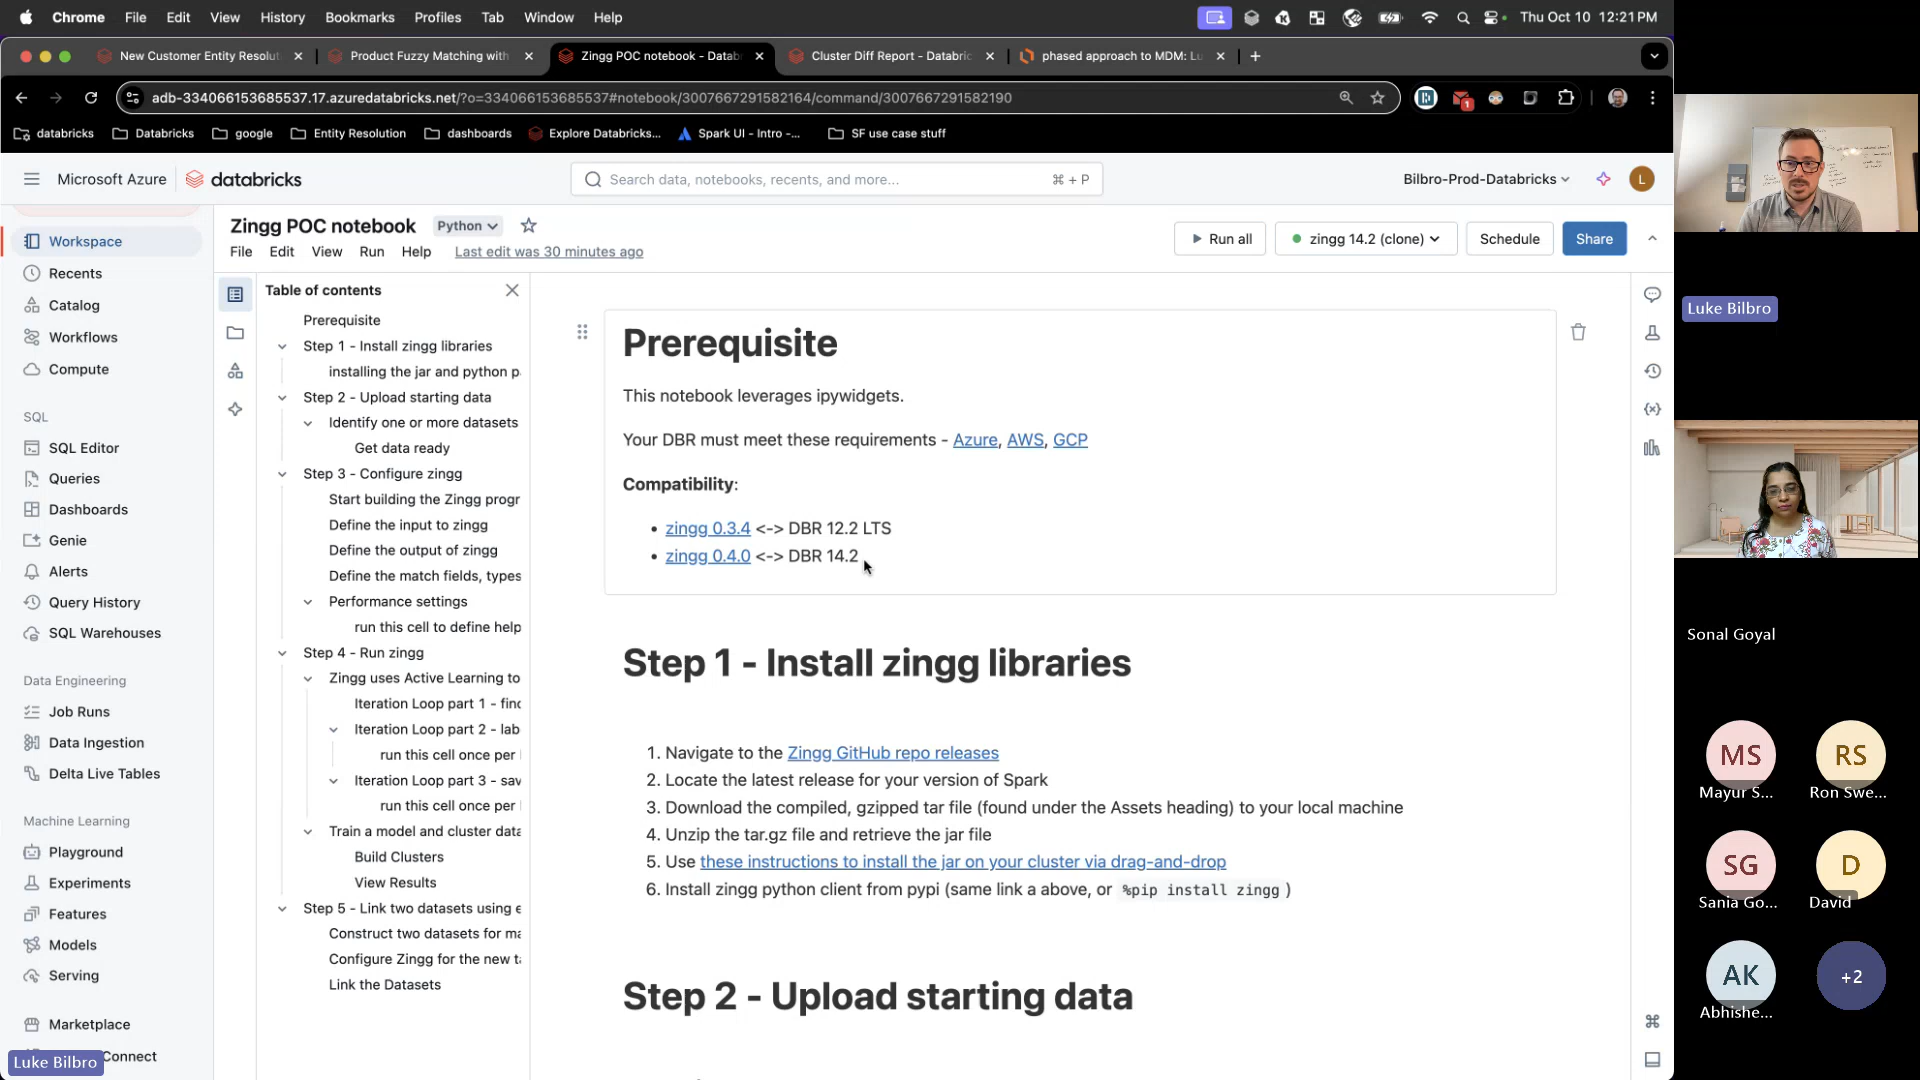 Chrome File Edit View History Bookmarks Profiles Tab Window Help
Thu Oct 10 12:21 PM
New Customer Entity Resolut
Product Fuzzy Matching with
Zingg POC notebook - Datab
Cluster Diff Report - Databric
phased approach to MDM: Lu
adb-334066153685537.17.azuredatabricks.net/?o=334066153685537#notebook/3007667291582164/command/3007667291582190
1
databricks Databricks google Entity Resolution dashboards Explore Databricks... Spark UI - Intro -... SF use case stuff
Microsoft Azure databricks
Search data, notebooks, recents, and more... ⌘ + P
Bilbro-Prod-Databricks
L
Workspace
Recents
Catalog
Workflows
Compute
SQL
SQL Editor
Queries
Dashboards
Genie
Alerts
Query History
SQL Warehouses
Data Engineering
Job Runs
Data Ingestion
Delta Live Tables
Machine Learning
Playground
Experiments
Features
Models
Serving
Marketplace
Connect
Luke Bilbro
Zingg POC notebook Python
File Edit View Run Help Last edit was 30 minutes ago
Run all zingg 14.2 (clone) Schedule Share
Table of contents
Prerequisite
Step 1 - Install zingg libraries
installing the jar and python p
Step 2 - Upload starting data
Identify one or more datasets
Get data ready
Step 3 - Configure zingg
Start building the Zingg progr
Define the input to zingg
Define the output of zingg
Define the match fields, types
Performance settings
run this cell to define help
Step 4 - Run zingg
Zingg uses Active Learning to
Iteration Loop part 1 - find
Iteration Loop part 2 - lab
run this cell once per
Iteration Loop part 3 - sav
run this cell once per
Train a model and cluster data
Build Clusters
View Results
Step 5 - Link two datasets using e
Construct two datasets for ma
Configure Zingg for the new ta
Link the Datasets
Prerequisite
This notebook leverages ipywidgets.
Your DBR must meet these requirements - Azure, AWS, GCP
Compatibility:
• zingg 0.3.4 <-> DBR 12.2 LTS
• zingg 0.4.0 <-> DBR 14.2
Step 1 - Install zingg libraries
1. Navigate to the Zingg GitHub repo releases
2. Locate the latest release for your version of Spark
3. Download the compiled, gzipped tar file (found under the Assets heading) to your local machine
4. Unzip the tar.gz file and retrieve the jar file
5. Use these instructions to install the jar on your cluster via drag-and-drop
6. Install zingg python client from pypi (same link a above, or %pip install zingg )
Step 2 - Upload starting data
Luke Bilbro
Sonal Goyal
MS
Mayur S...
RS
Ron Swe...
SG
Sania Go...
D
David
AK
Abhishe...
+2